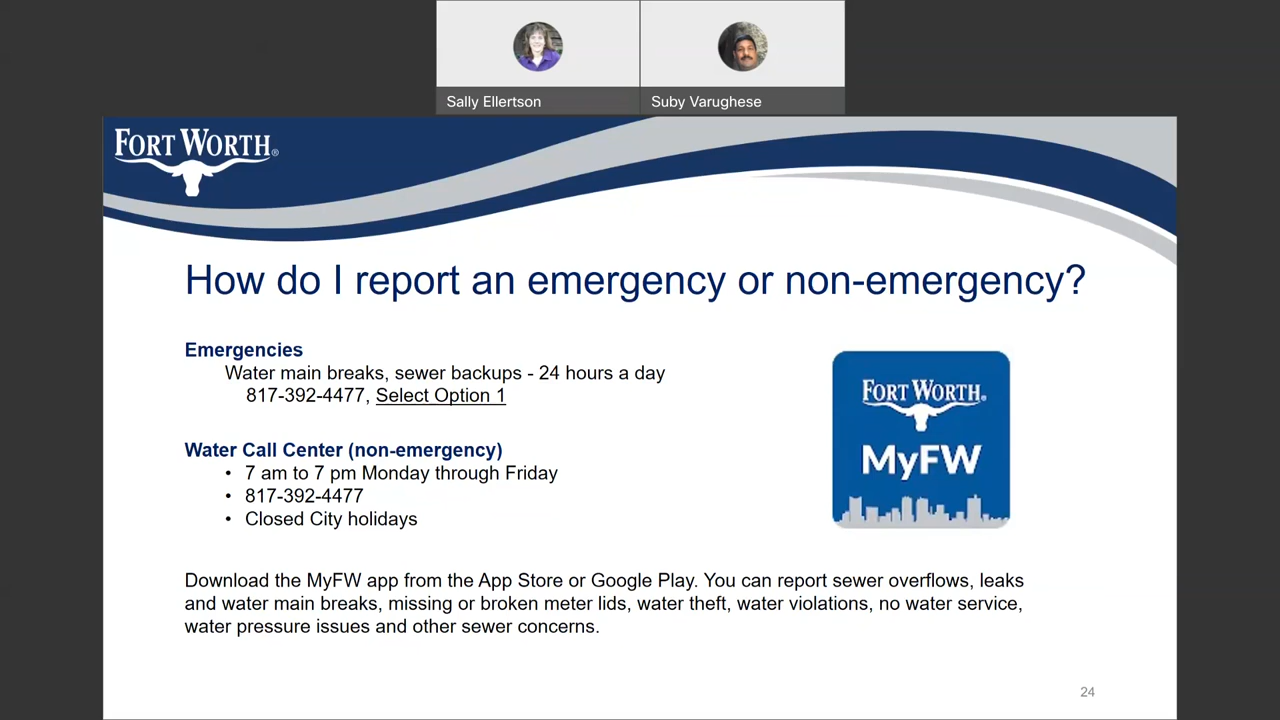 Sally Ellertson
Suby Varughese
FORT WORTH®
How do I report an emergency or non-emergency?
Emergencies
Water main breaks, sewer backups - 24 hours a day
817-392-4477, Select Option 1
FORT WORTH®
MyFW
Water Call Center (non-emergency)
• 7 am to 7 pm Monday through Friday
• 817-392-4477
• Closed City holidays
Download the MyFW app from the App Store or Google Play. You can report sewer overflows, leaks
and water main breaks, missing or broken meter lids, water theft, water violations, no water service,
water pressure issues and other sewer concerns.
24